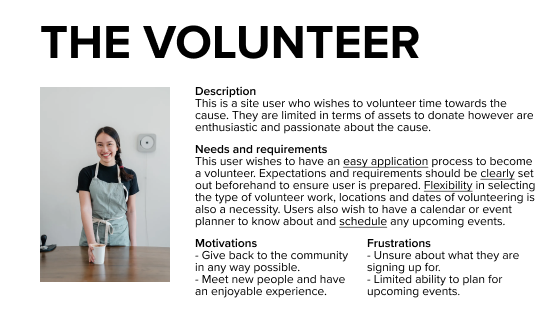 THE VOLUNTEER
Description
This is a site user who wishes to volunteer time towards the
cause. They are limited in terms of assets to donate however are
enthusiastic and passionate about the cause.
Needs and requirements
This user wishes to have an easy application process to become
a volunteer. Expectations and requirements should be clearly set
out beforehand to ensure user is prepared. Flexibility in selecting
the type of volunteer work, locations and dates of volunteering is
also a necessity. Users also wish to have a calendar or event
planner to know about and schedule any upcoming events.
Motivations
- Give back to the community
in any way possible.
- Meet new people and have
an enjoyable experience.
Frustrations
- Unsure about what they are
signing up for.
- Limited ability to plan for
upcoming events.